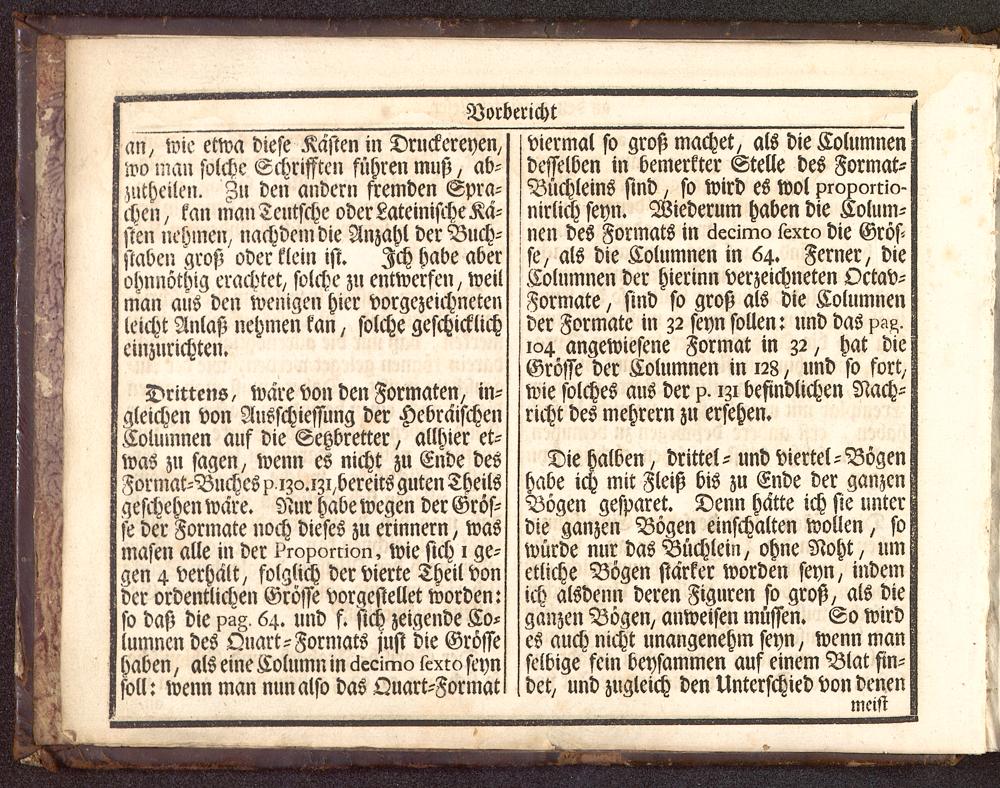 Vorbericht
an, wie etwa diese Kästen in Druckereyen,
wo man solche Schrifften führen muß, ab-
zutheilen. Zu den andern fremden Spra-
chen, kan man Teutsche oder Lateinische Kä-
sten nehmen, nachdem die Anzahl der Buch-
staben groß oder klein ist. Ich habe aber
ohnnöthig erachtet, solche zu entwerfen, weil
man aus den wenigen hier vorgezeichneten
leicht Anlaß nehmen kan, solche geschicklich
einzurichten.
Drittens, wäre von den Formaten, in-
gleichen von Ausschiessung der Hebräischen
Columnen auf die Setzbretter, allhier et-
was zu sagen, wenn es nicht zu Ende des
Format-Buches p. 130. 131, bereits guten Theils
geschehen wäre. Nur habe wegen der Grös-
se der Formate noch dieses zu erinnern, was
masen alle in der Proportion, wie sich 1 ge-
gen 4 verhält, folglich der vierte Theil von
der ordentlichen Grösse vorgestellet worden:
so daß die pag. 64. und f. sich zeigende Co-
lumnen des Quart-Formats just die Grösse
haben, als eine Column in decimo sexto seyn
soll: wenn man nun also das Quart-Format
viermal so groß machet, als die Columnen
desselben in bemerkter Stelle des Format-
Büchleins sind, so wird es wol proportio-
nirlich seyn. Wiederum haben die Colum-
nen des Formats in decimo sexto die Grös-
se, als die Columnen in 64. Ferner, die
Columnen der hierinn verzeichneten Octav-
Formate, sind so groß als die Columnen
der Formate in 32 seyn sollen: und das pag.
104 angewiesene Format in 32, hat die
Grösse der Columnen in 128, und so fort,
wie solches aus der p. 131 befindlichen Nach-
richt des mehrern zu ersehen.
Die halben, drittel- und viertel-Bögen
habe ich mit Fleiß bis zu Ende der ganzen
Bögen gesparet. Denn hätte ich sie unter
die ganzen Bögen einschalten wollen, so
würde nur das Büchlein, ohne Noht, um
etliche Bögen stärker worden seyn, indem
ich alsdenn deren Figuren so groß, als die
ganzen Bögen, anweisen müssen. So wird
es auch nicht unangenehm seyn, wenn man
selbige fein beysammen auf einem Blat fin-
det, und zugleich den Unterschied von denen
meist